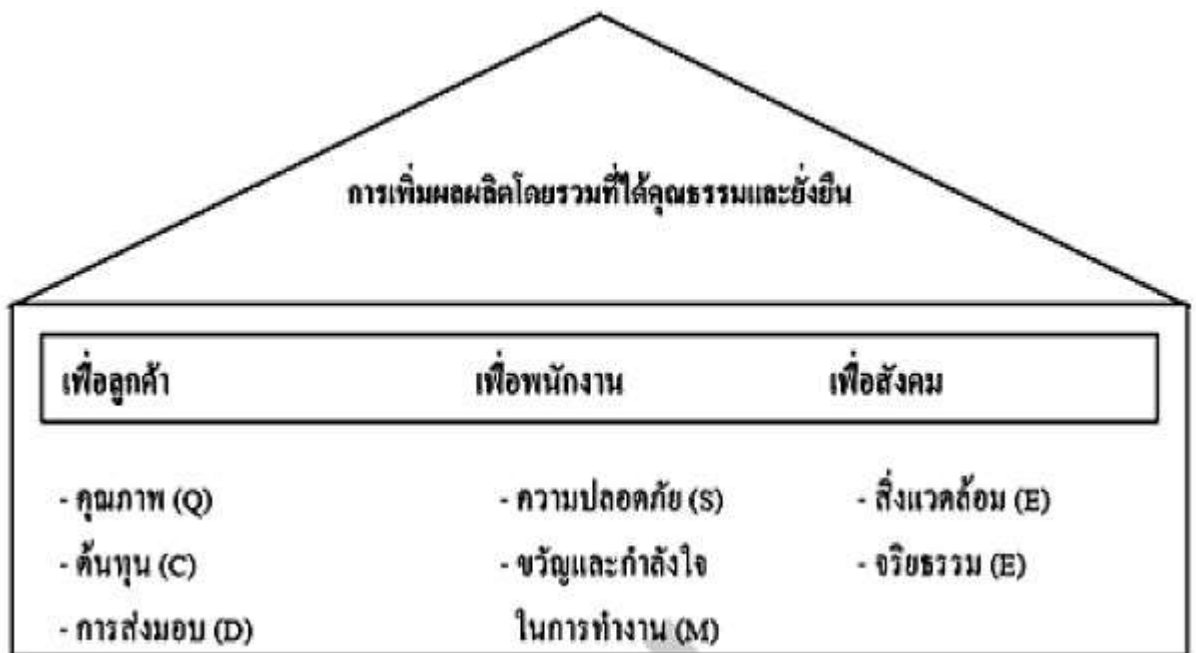 การเพิ่มผลผลิตโดยรวมที่ได้คุณธรรมและยั่งยืน
เพื่อลูกค้า เพื่อพนักงาน เพื่อสังคม
- คุณภาพ (Q) - ความปลอดภัย (S) - สิ่งแวดล้อม (E)
- ต้นทุน (C) - ขวัญและกำลังใจ - จริยธรรม (E)
- การส่งมอบ (D) ในการทำงาน (M)